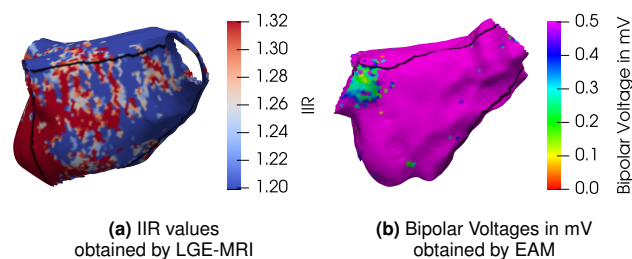 1.32
1.30
1.28
1.26
1.24
1.22
1.20
IIR
0.5
0.4
0.3
0.2
0.1
0.0
Bipolar Voltage in mV
(a) IIR values
obtained by LGE-MRI
(b) Bipolar Voltages in mV
obtained by EAM